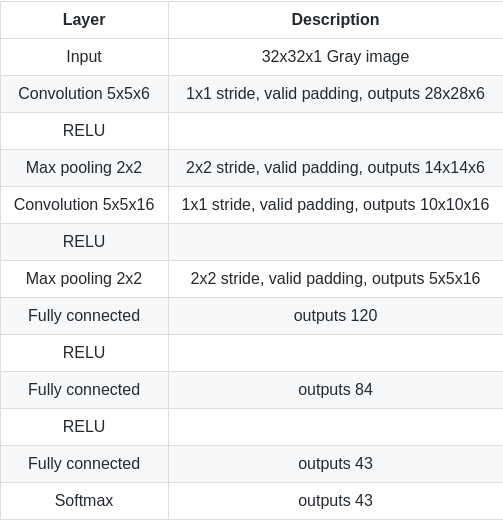 Layer Description
Input 32x32x1 Gray image
Convolution 5x5x6 1x1 stride, valid padding, outputs 28x28x6
RELU
Max pooling 2x2 2x2 stride, valid padding, outputs 14x14x6
Convolution 5x5x16 1x1 stride, valid padding, outputs 10x10x16
RELU
Max pooling 2x2 2x2 stride, valid padding, outputs 5x5x16
Fully connected outputs 120
RELU
Fully connected outputs 84
RELU
Fully connected outputs 43
Softmax outputs 43